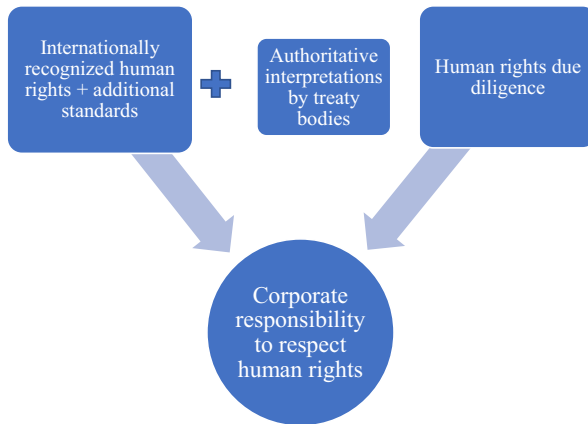 Internationally
recognized human
rights + additional
standards
Authoritative
interpretations
by treaty
bodies
Human rights due
diligence
Corporate
responsibility
to respect
human rights